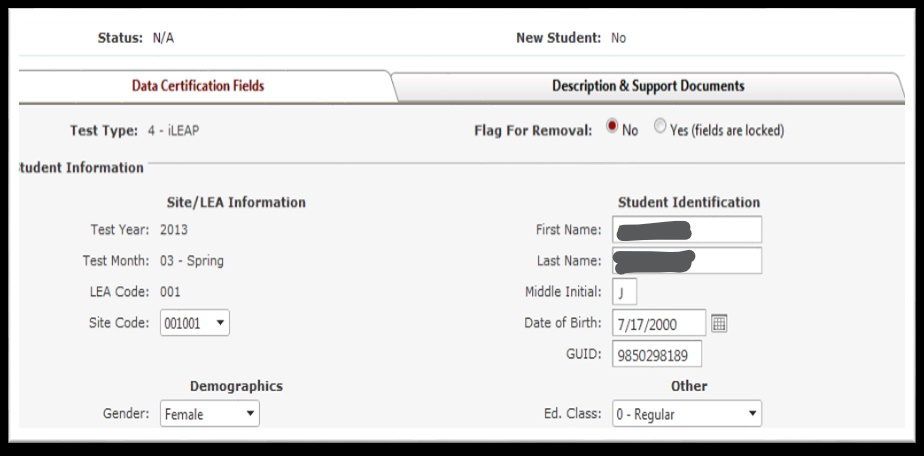 Status: N/A New Student: No
Data Certification Fields Description & Support Documents
Test Type: 4 - iLEAP Flag For Removal: No Yes (fields are locked)
tudent Information
Site/LEA Information Student Identification
Test Year: 2013 First Name:
Test Month: 03 - Spring Last Name:
LEA Code: 001 Middle Initial: J
Site Code: 001001 Date of Birth: 7/17/2000
GUID: 9850298189
Demographics Other
Gender: Female Ed. Class: 0 - Regular